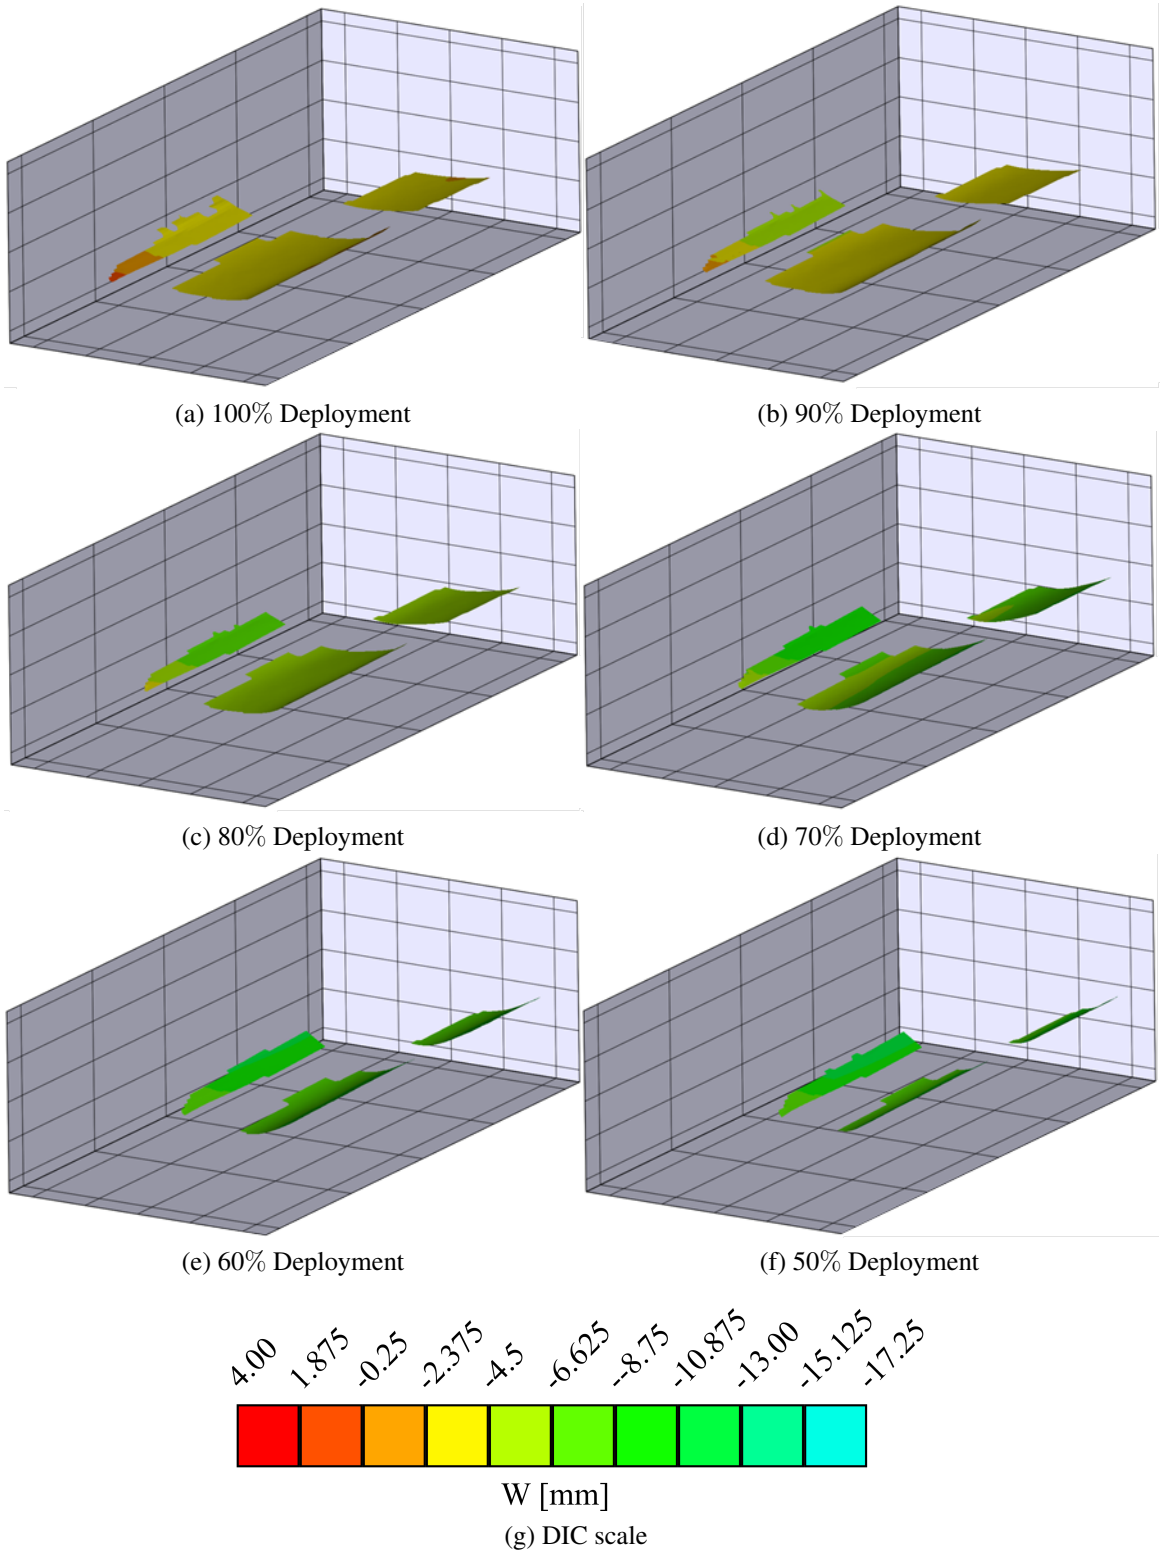 (a) 100% Deployment
(b) 90% Deployment
(c) 80% Deployment
(d) 70% Deployment
(e) 60% Deployment
(f) 50% Deployment
4.00 1.875 -0.25 -2.375 -4.5 -6.625 --8.75 -10.875 -13.00 -15.125 -17.25
W [mm]
(g) DIC scale